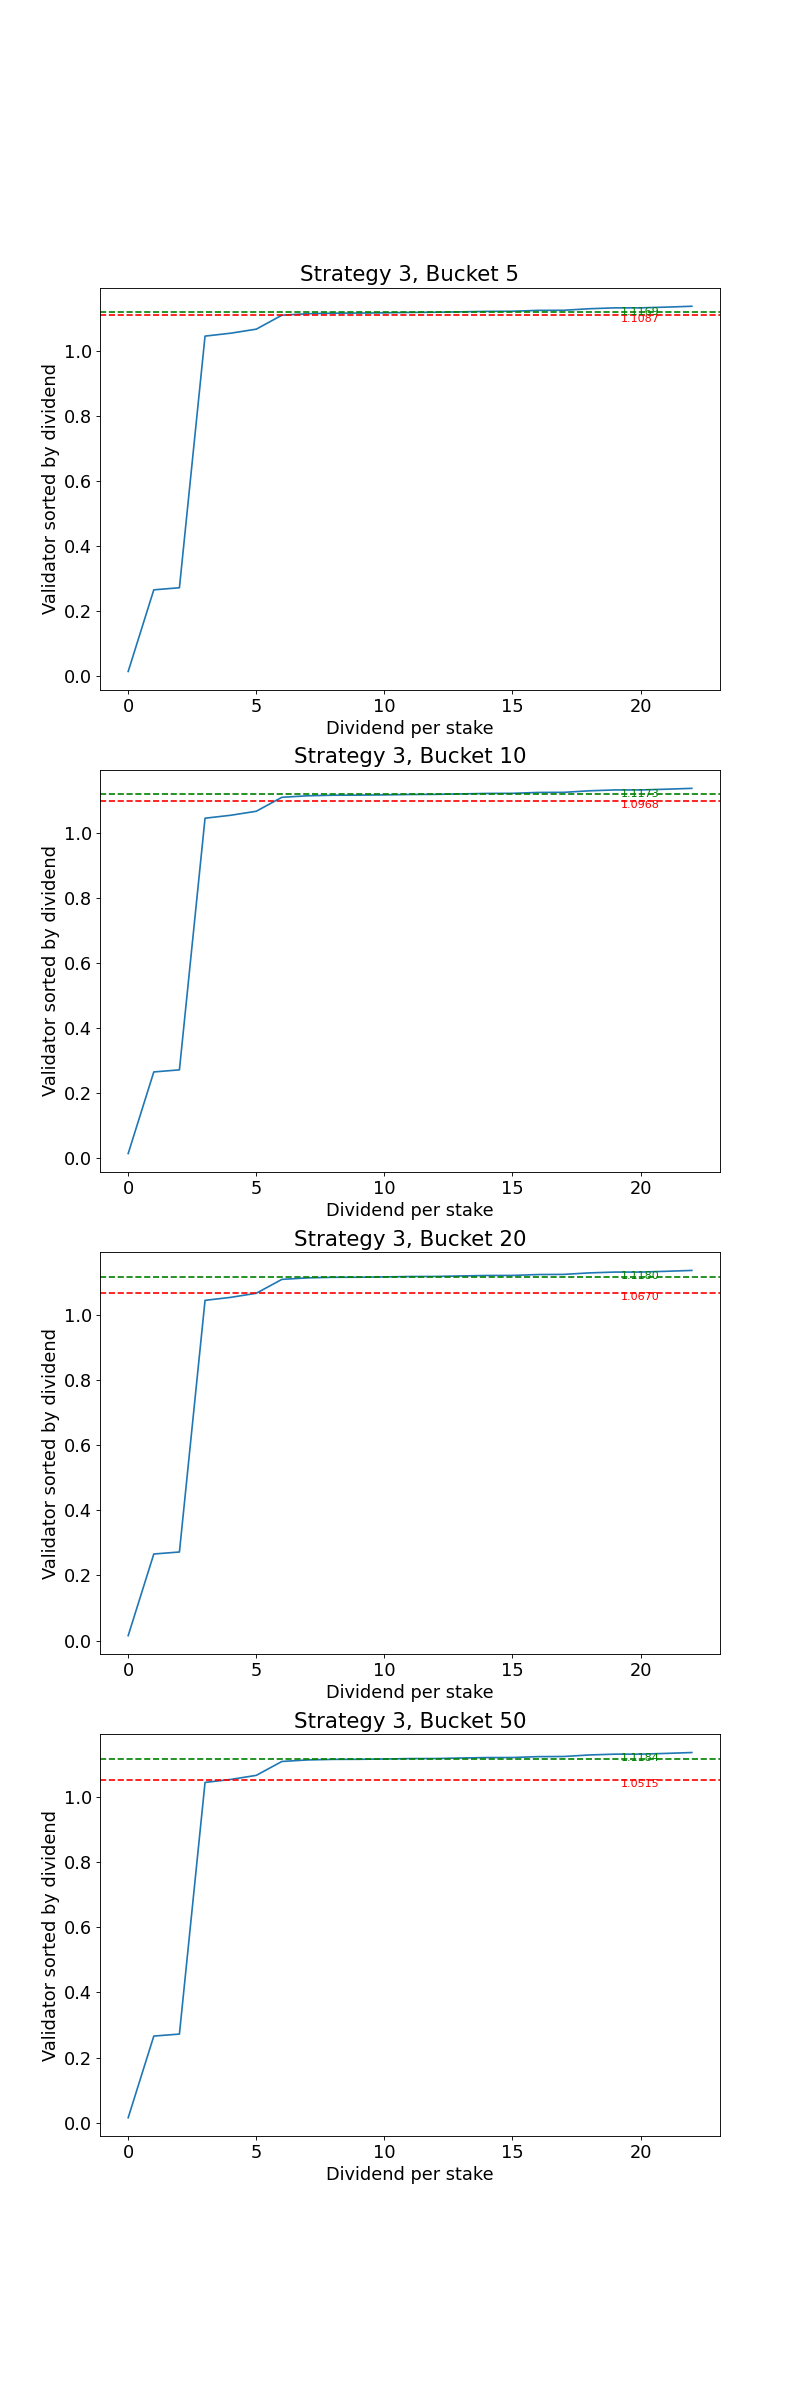 Strategy 3, Bucket 5
1.1169
1.1087
1.0
0.8
0.6
0.4
0.2
0.0
Validator sorted by dividend
0 5 10 15 20
Dividend per stake
Strategy 3, Bucket 10
1.1173
1.0968
1.0
0.8
0.6
0.4
0.2
0.0
Validator sorted by dividend
0 5 10 15 20
Dividend per stake
Strategy 3, Bucket 20
1.1180
1.0670
1.0
0.8
0.6
0.4
0.2
0.0
Validator sorted by dividend
0 5 10 15 20
Dividend per stake
Strategy 3, Bucket 50
1.1184
1.0515
1.0
0.8
0.6
0.4
0.2
0.0
Validator sorted by dividend
0 5 10 15 20
Dividend per stake